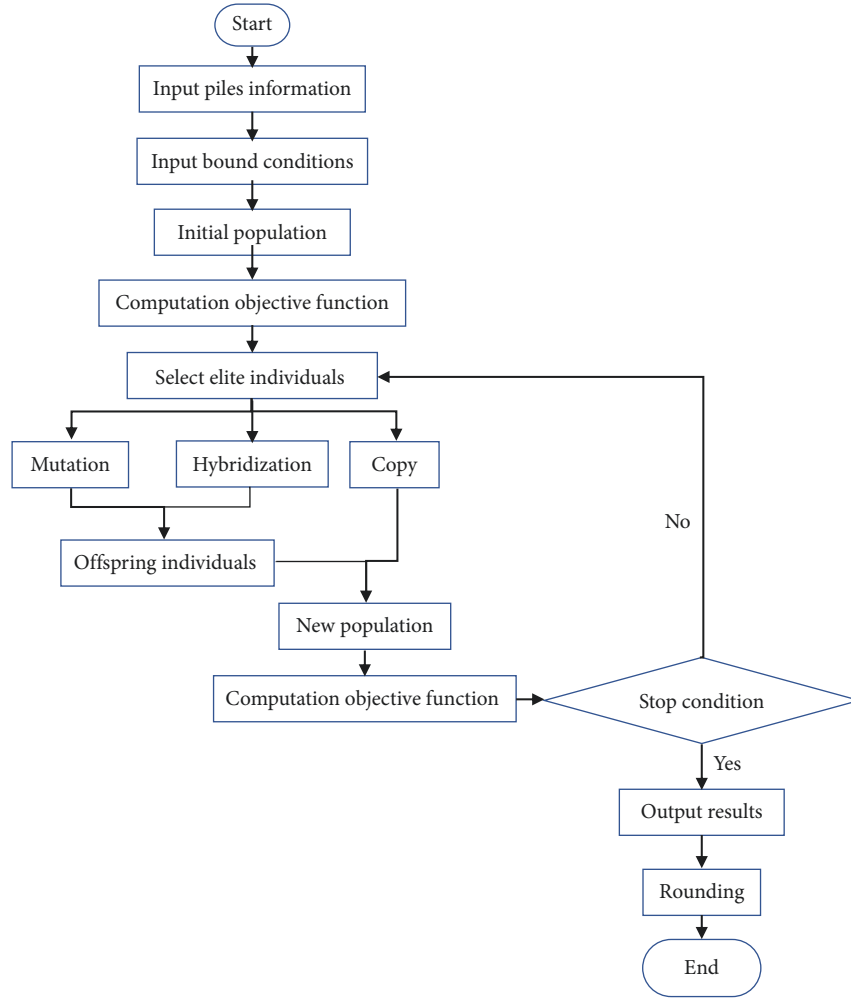 Start
Input piles information
Input bound conditions
Initial population
Computation objective function
Select elite individuals
Mutation
Hybridization
Copy
No
Offspring individuals
New population
Computation objective function
Stop condition
Yes
Output results
Rounding
End